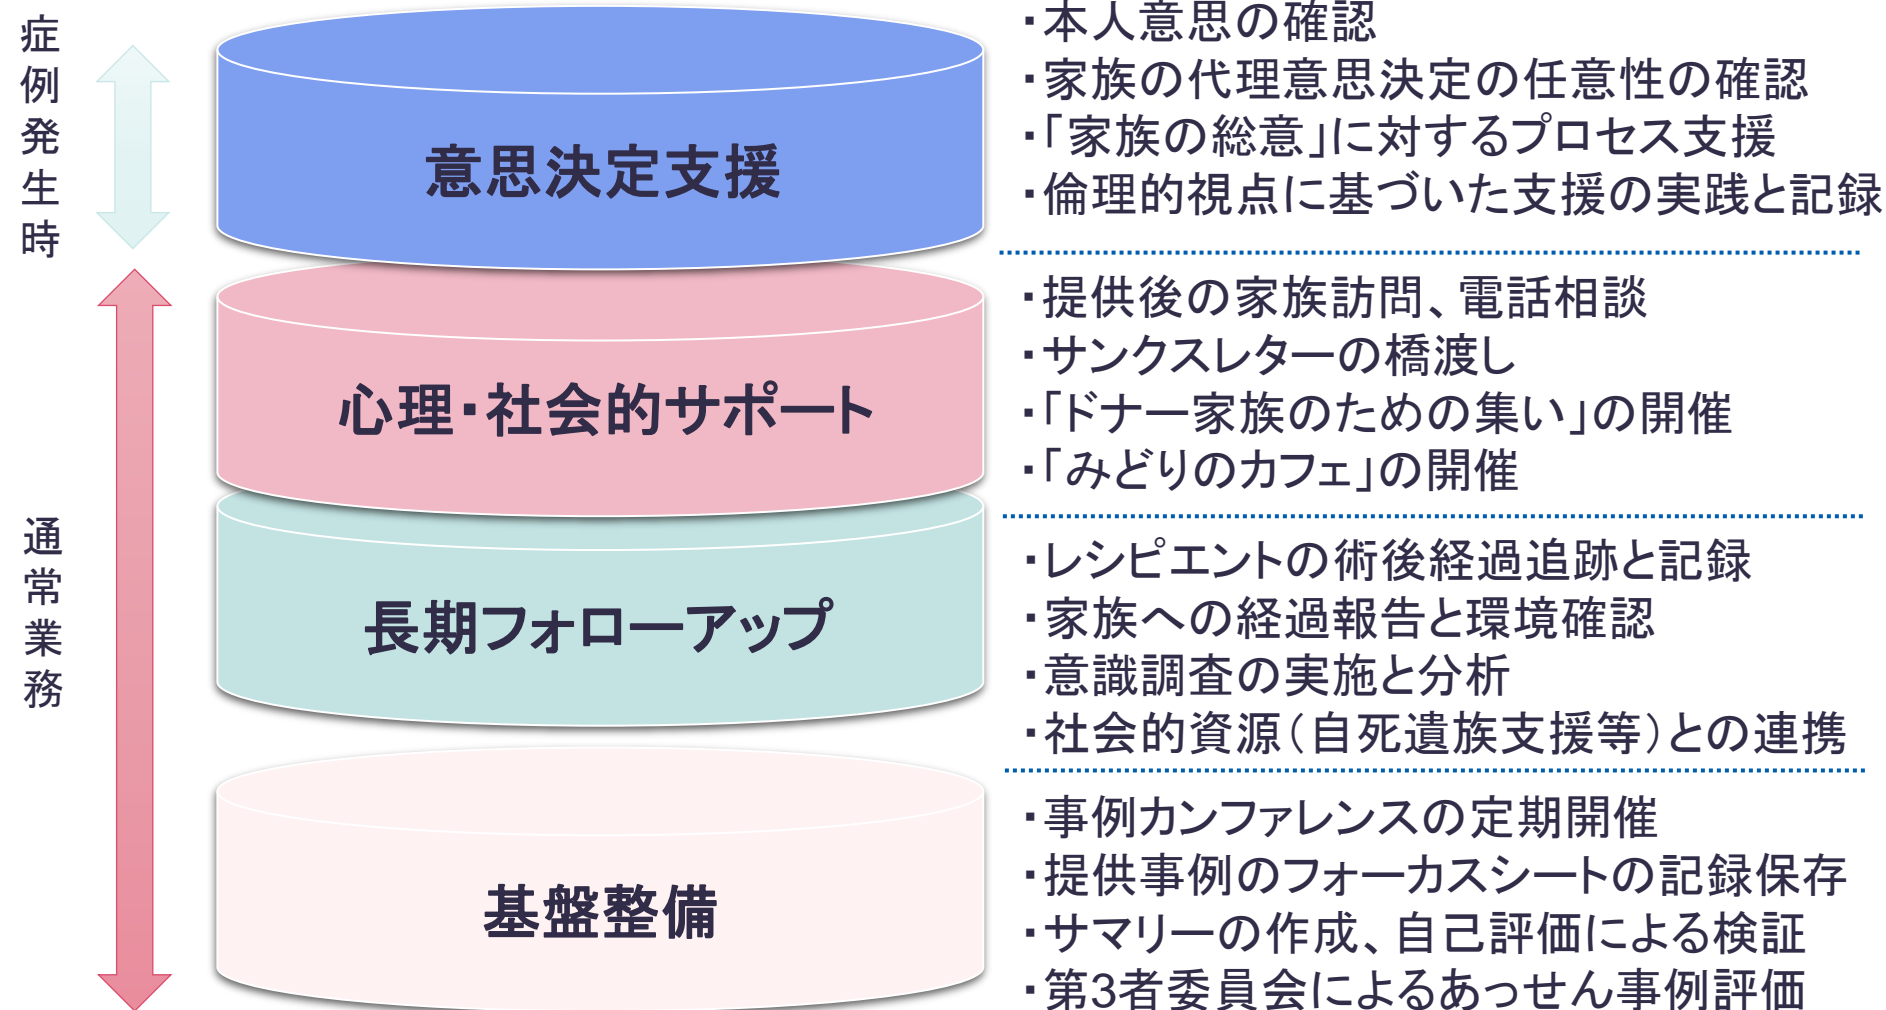 症例発生時
意思決定支援
・本人意思の確認
・家族の代理意思決定の任意性の確認
・「家族の総意」に対するプロセス支援
・倫理的視点に基づいた支援の実践と記録
通常業務
心理・社会的サポート
・提供後の家族訪問、電話相談
・サンクスレターの橋渡し
・「ドナー家族のための集い」の開催
・「みどりのカフェ」の開催
長期フォローアップ
・レシピエントの術後経過追跡と記録
・家族への経過報告と環境確認
・意識調査の実施と分析
・社会的資源(自死遺族支援等)との連携
基盤整備
・事例カンファレンスの定期開催
・提供事例のフォーカスシートの記録保存
・サマリーの作成、自己評価による検証
・第3者委員会によるあっせん事例評価